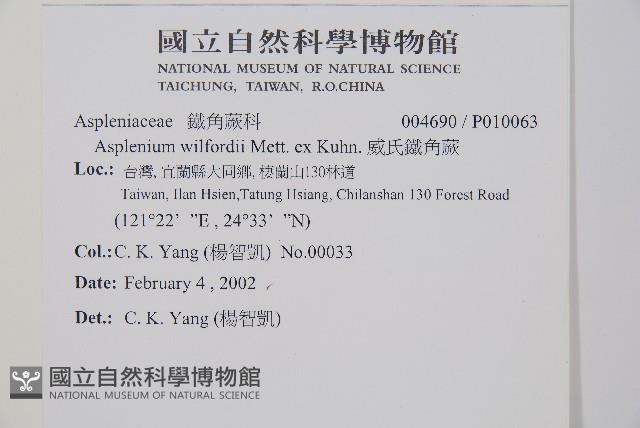 國立自然科學博物館
NATIONAL MUSEUM OF NATURAL SCIENCE
TAICHUNG, TAIWAN, R.O.CHINA
Aspleniaceae 鐵角蕨科 004690 / P010063
Asplenium wilfordii Mett. ex Kuhn. 威氏鐵角蕨
Loc.: 台灣, 宜蘭縣大同鄉, 棲蘭山130林道
Taiwan, Ilan Hsien,Tatung Hsiang, Chilanshan 130 Forest Road
(121°22’ ”E , 24°33’ ”N)
Col.: C. K. Yang (楊智凱) No.00033
Date: February 4 , 2002
Det.: C. K. Yang (楊智凱)
國立自然科學博物館
NATIONAL MUSEUM OF NATURAL SCIENCE